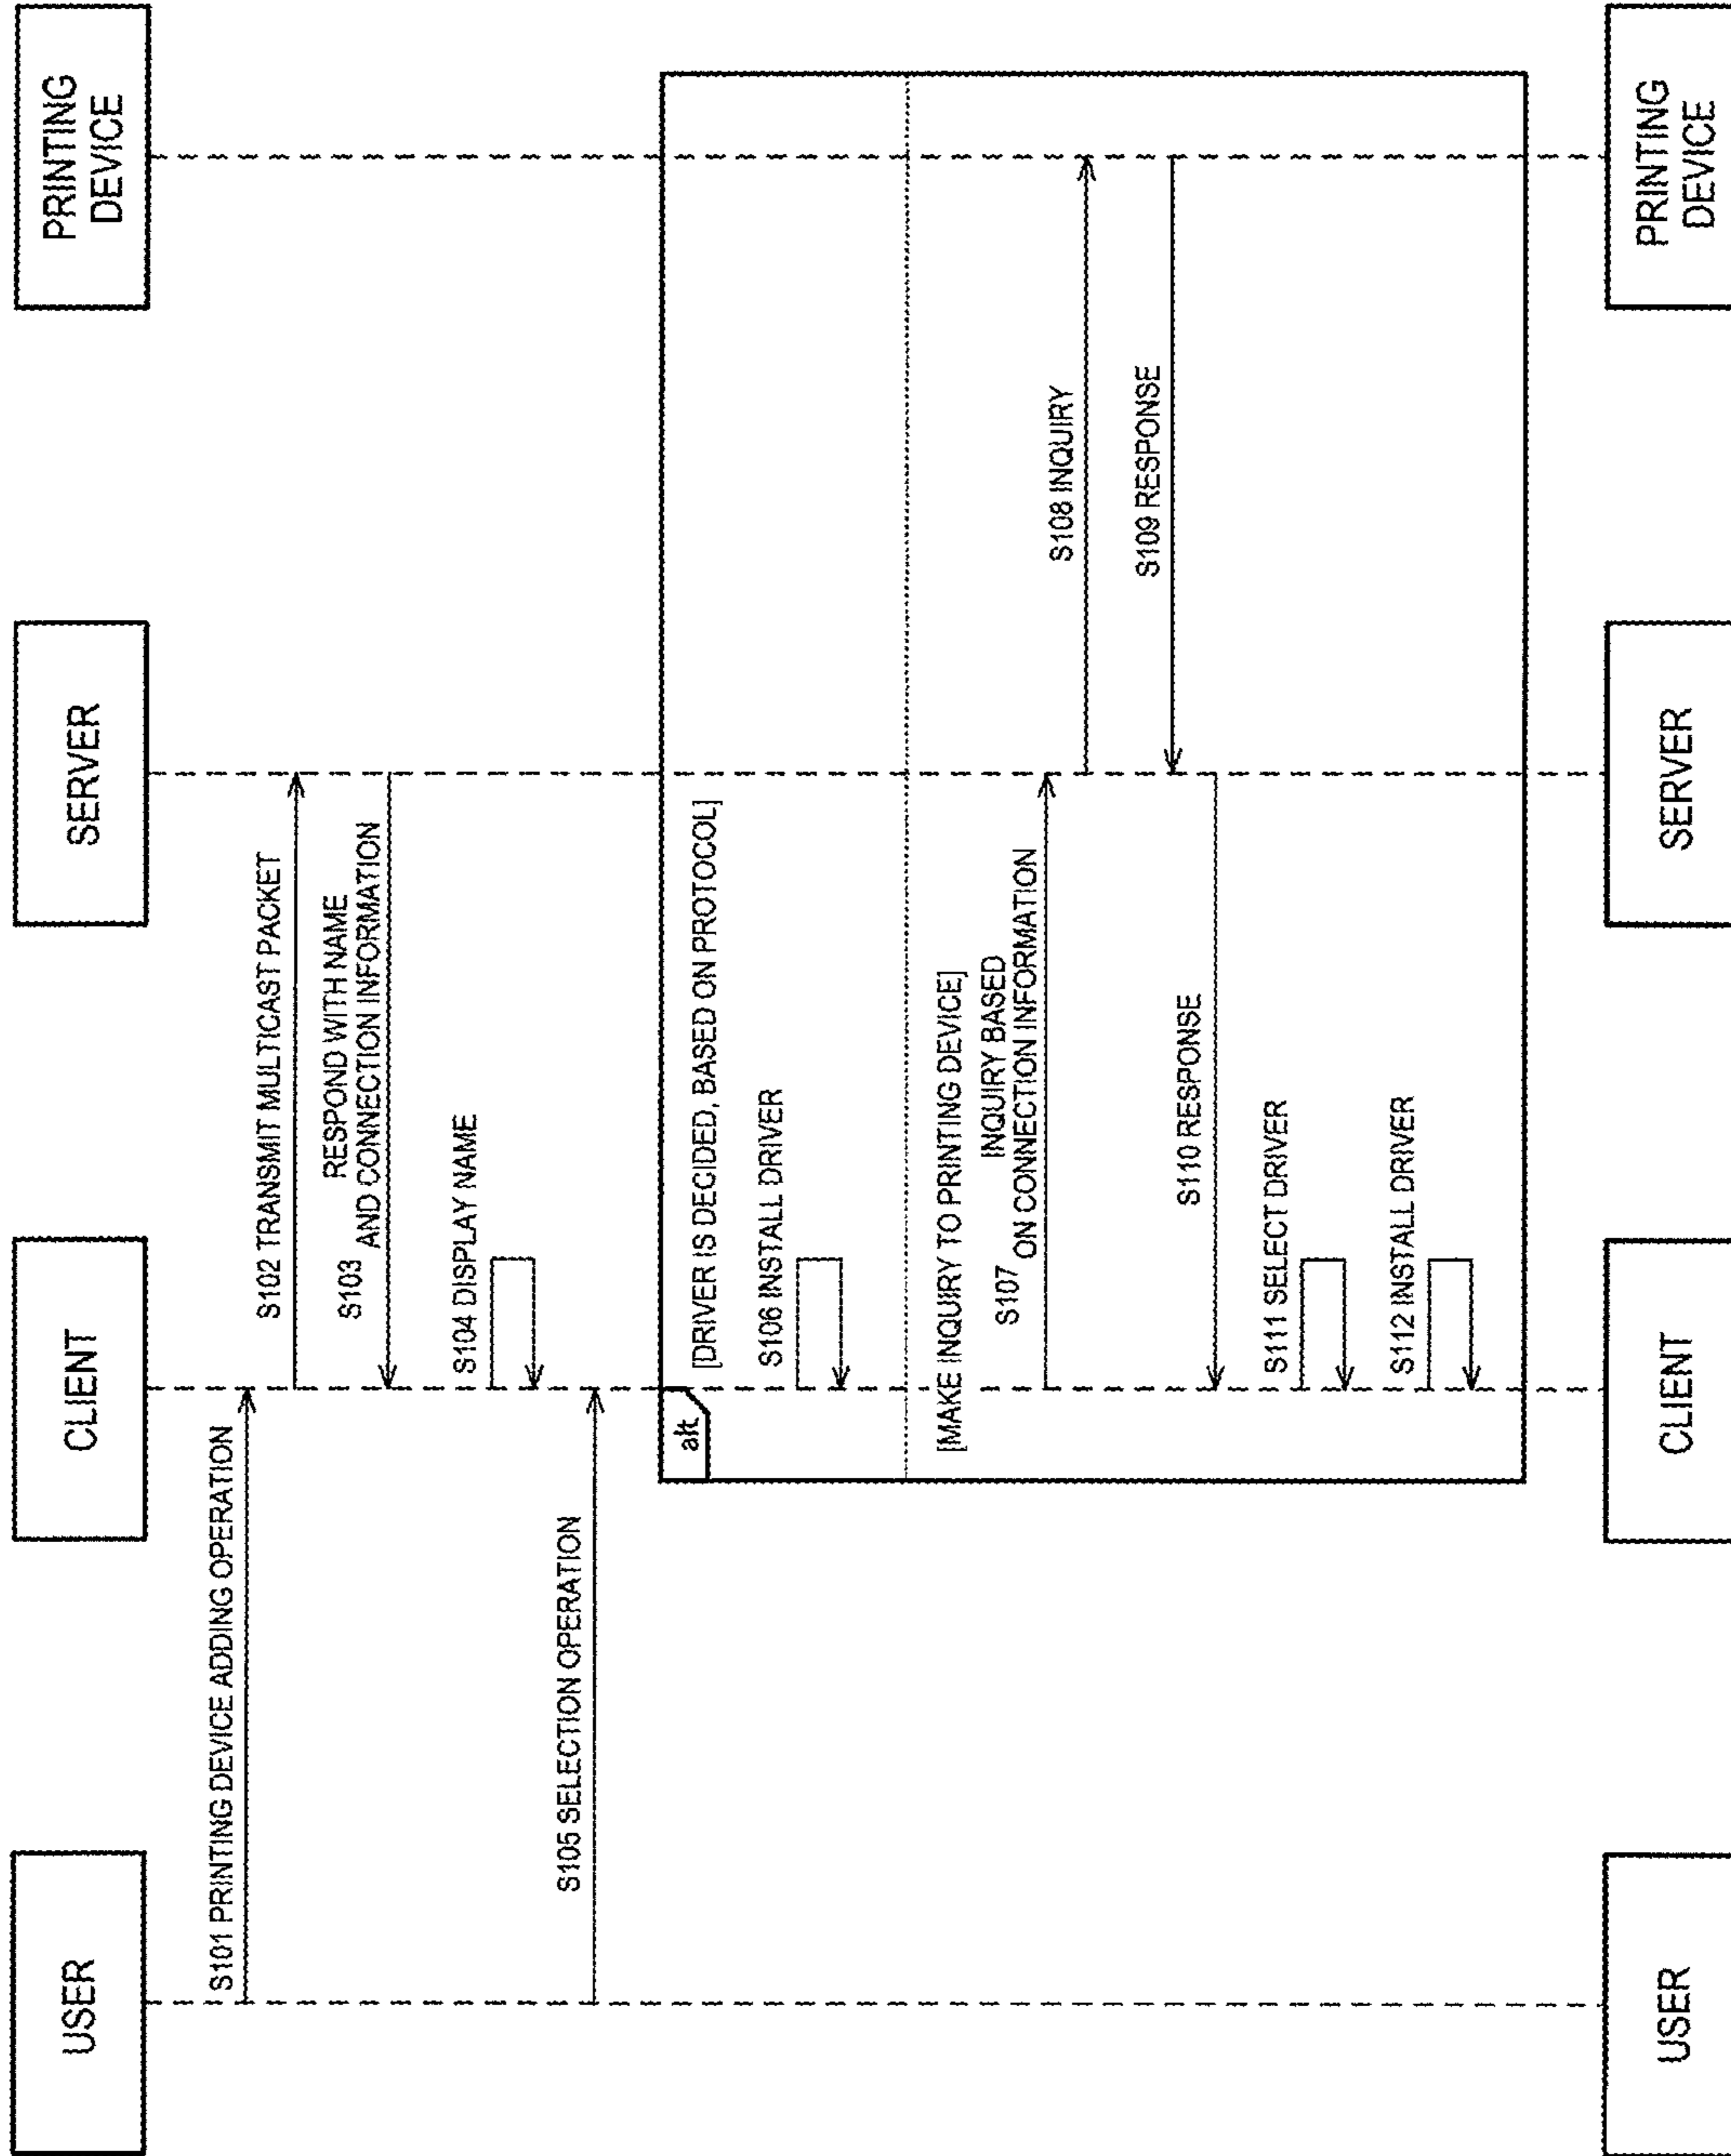 USER
CLIENT
SERVER
PRINTING
DEVICE
S101 PRINTING DEVICE ADDING OPERATION
S102 TRANSMIT MULTICAST PACKET
RESPOND WITH NAME
S103 AND CONNECTION INFORMATION
S104 DISPLAY NAME
S105 SELECTION OPERATION
alt
[DRIVER IS DECIDED, BASED ON PROTOCOL]
S106 INSTALL DRIVER
[MAKE INQUIRY TO PRINTING DEVICE]
INQUIRY BASED
S107 ON CONNECTION INFORMATION
S108 INQUIRY
S109 RESPONSE
S110 RESPONSE
S111 SELECT DRIVER
S112 INSTALL DRIVER
USER
CLIENT
SERVER
PRINTING
DEVICE